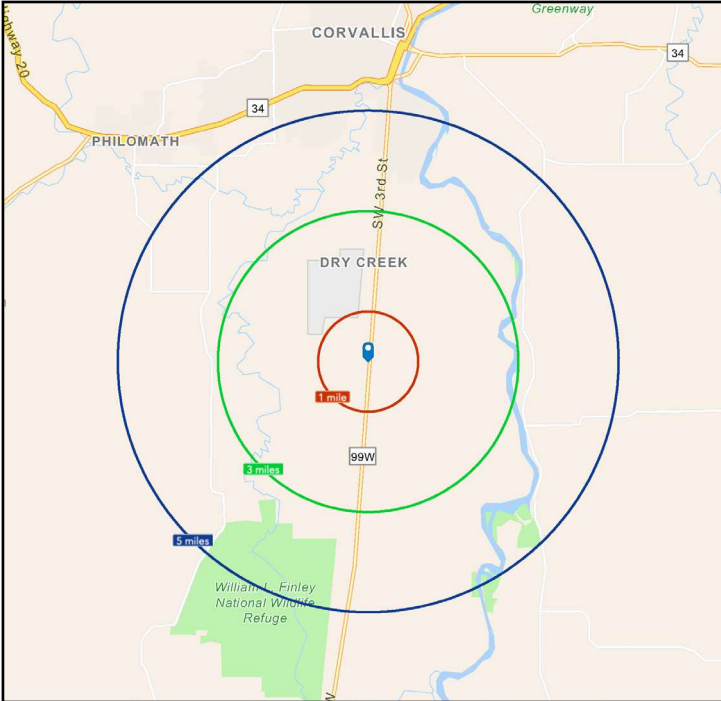 Greenway
CORVALLIS
Highway 20
34
34
PHILOMATH
SW 3rd St
DRY CREEK
1 mile
99W
3 miles
5 miles
William L. Finley
National Wildlife
Refuge
W